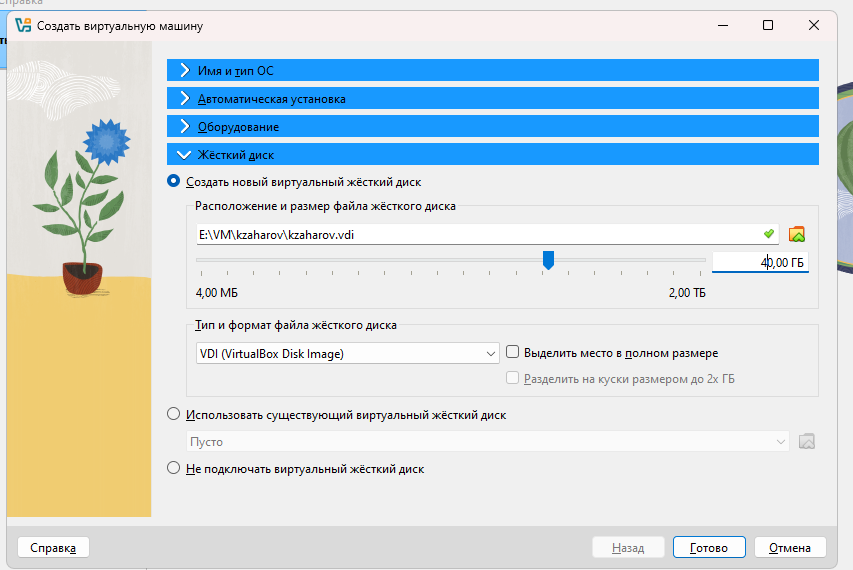 Справка
Создать виртуальную машину
Имя и тип ОС
Автоматическая установка
Оборудование
Жёсткий диск
Создать новый виртуальный жёсткий диск
Расположение и размер файла жёсткого диска
E:\VM\kzaharov\kzaharov.vdi
40,00 ГБ
4,00 МБ
2,00 ТБ
Тип и формат файла жёсткого диска
VDI (VirtualBox Disk Image)
Выделить место в полном размере
Разделить на куски размером до 2х ГБ
Использовать существующий виртуальный жёсткий диск
Пусто
Не подключать виртуальный жёсткий диск
Справка
Назад
Готово
Отмена